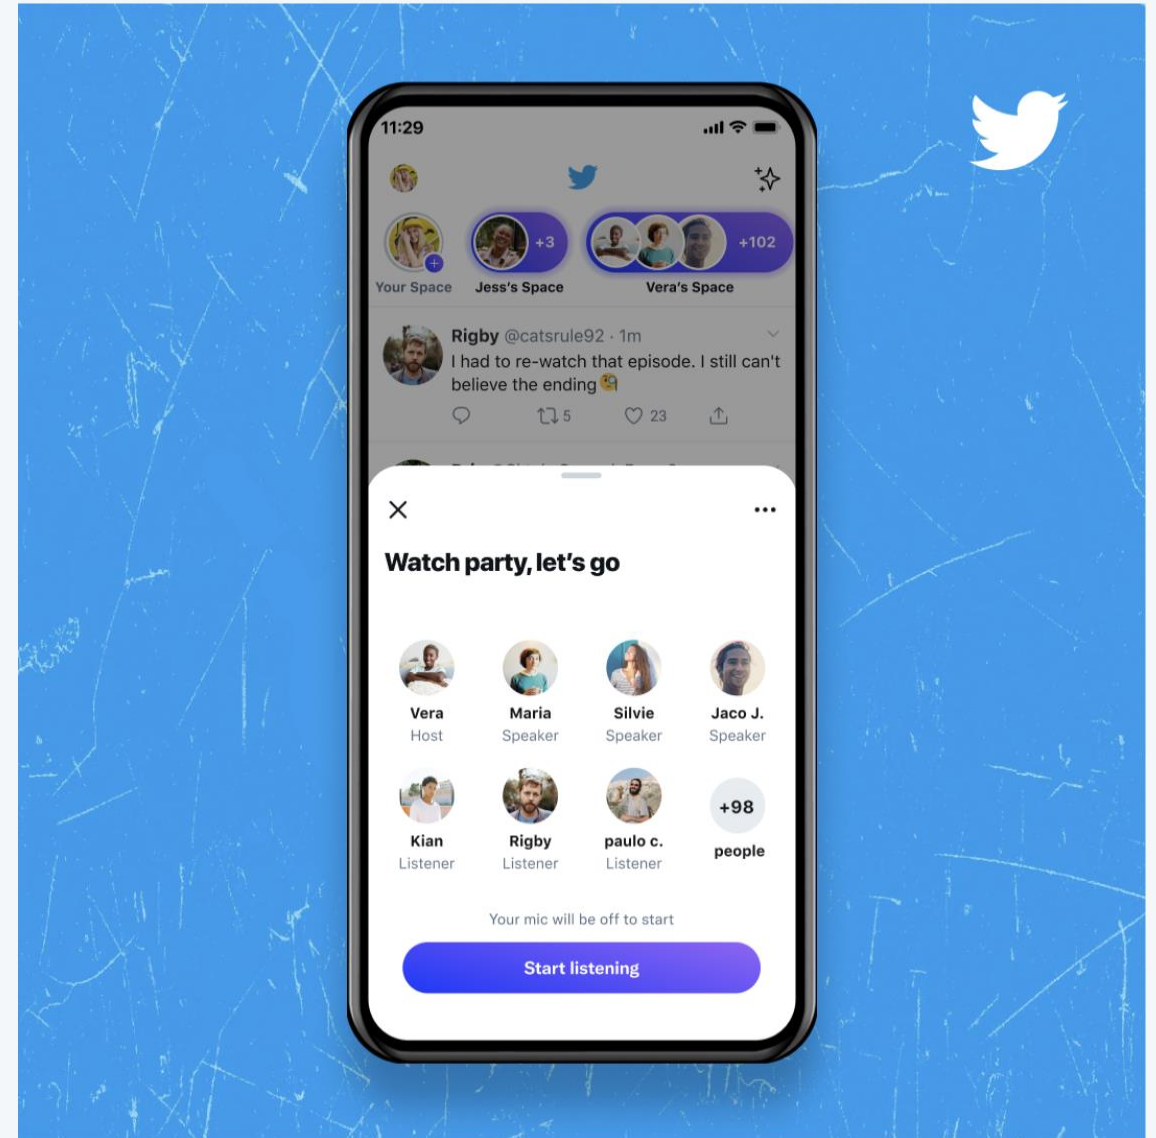 11:29
+3
+102
Your Space
Jess's Space
Vera's Space
Rigby @catsrule92 · 1m
I had to re-watch that episode. I still can't
believe the ending
5
23
Watch party, let's go
Vera
Maria
Silvie
Jaco J.
Host
Speaker
Speaker
Speaker
Kian
Rigby
paulo c.
+98
people
Listener
Listener
Listener
Your mic will be off to start
Start listening